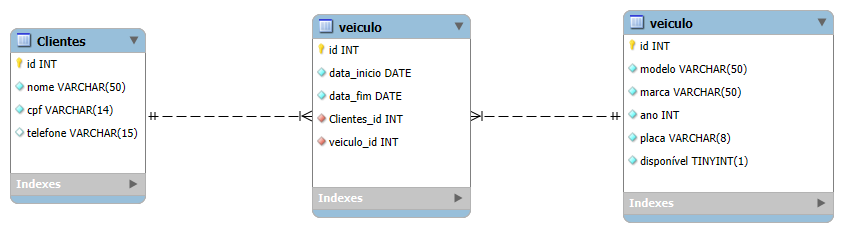 Clientes
id INT
nome VARCHAR(50)
cpf VARCHAR(14)
telefone VARCHAR(15)
Indexes
veiculo
id INT
data_inicio DATE
data_fim DATE
Clientes_id INT
veiculo_id INT
Indexes
veiculo
id INT
modelo VARCHAR(50)
marca VARCHAR(50)
ano INT
placa VARCHAR(8)
disponível TINYINT(1)
Indexes